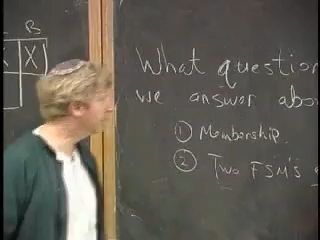 B
X
What question
we answer abo
① Membership.
② Two FSM's